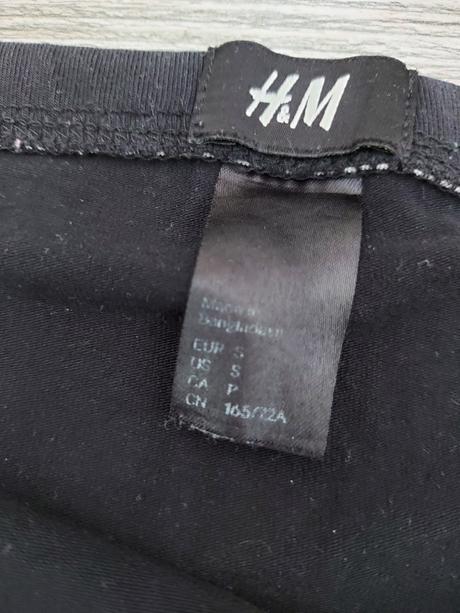 H&M
Made in
Bangladesh
EUR S
US S
CA P
CN 165/72A